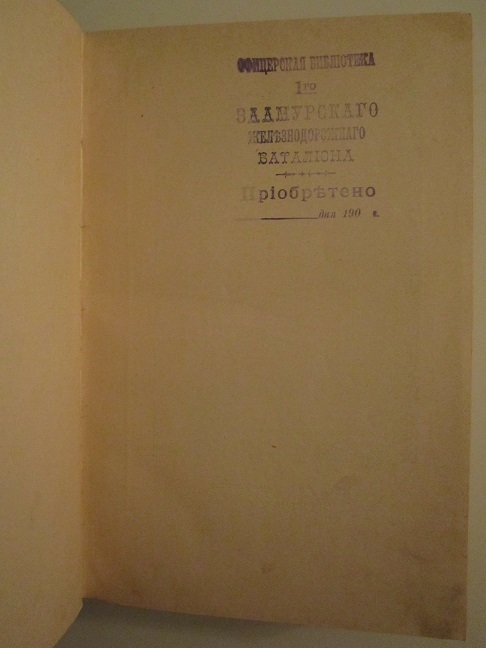 ОФИЦЕРСКАЯ БИБЛІОТЕКА
1го
ЗААМУРСКАГО
ЖЕЛѢЗНОДОРОЖНАГО
БАТАЛІОНА
Пріобрѣтено
дня 190 г.